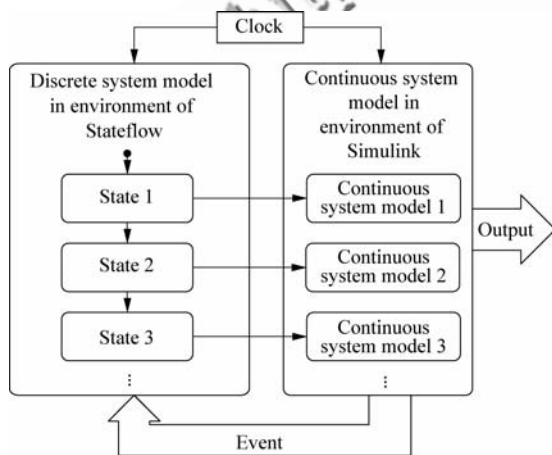 Clock
Discrete system model
in environment of
Stateflow
Continuous system
model in
environment of
Simulink
State 1
Continuous
system model 1
State 2
Continuous
system model 2
State 3
Continuous
system model 3
⋮
⋮
Output
Event